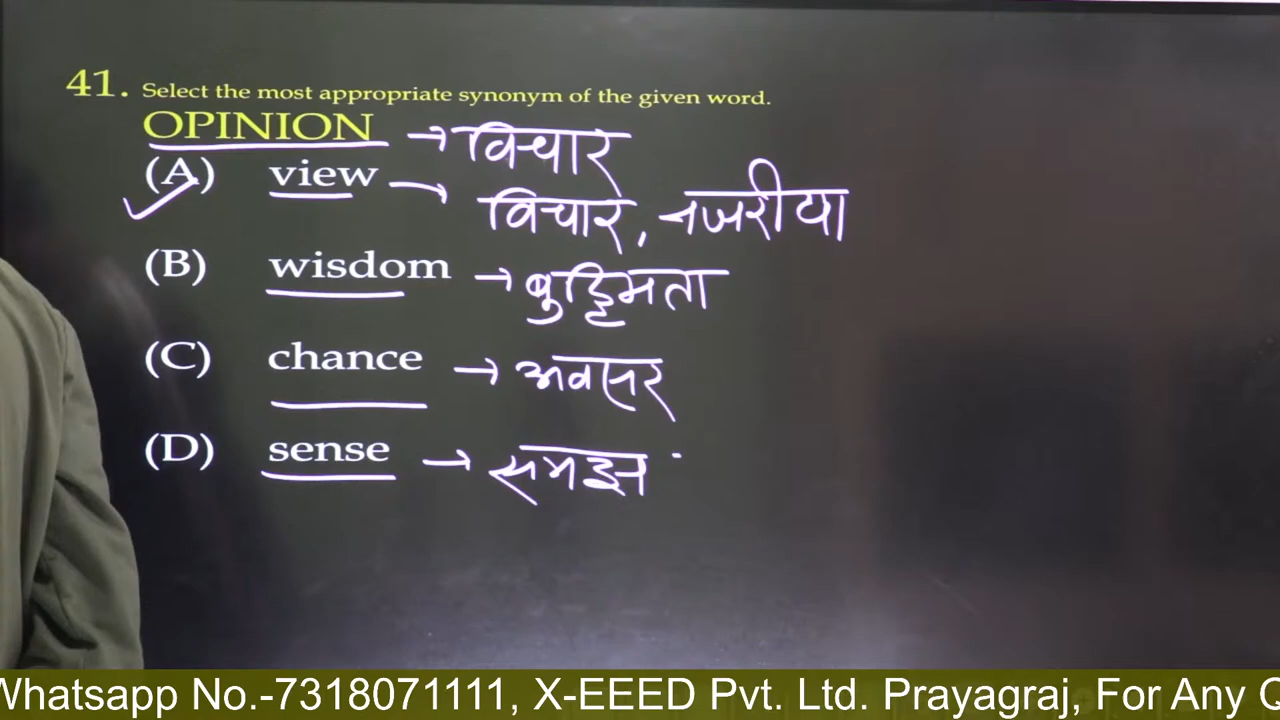 41. Select the most appropriate synonym of the given word.
OPINION → विचार
(A) view → विचार, नजरीया
(B) wisdom → बुद्धिमता
(C) chance → अवसर
(D) sense → समझ
Whatsapp No.-7318071111, X-EEED Pvt. Ltd. Prayagraj, For Any Q